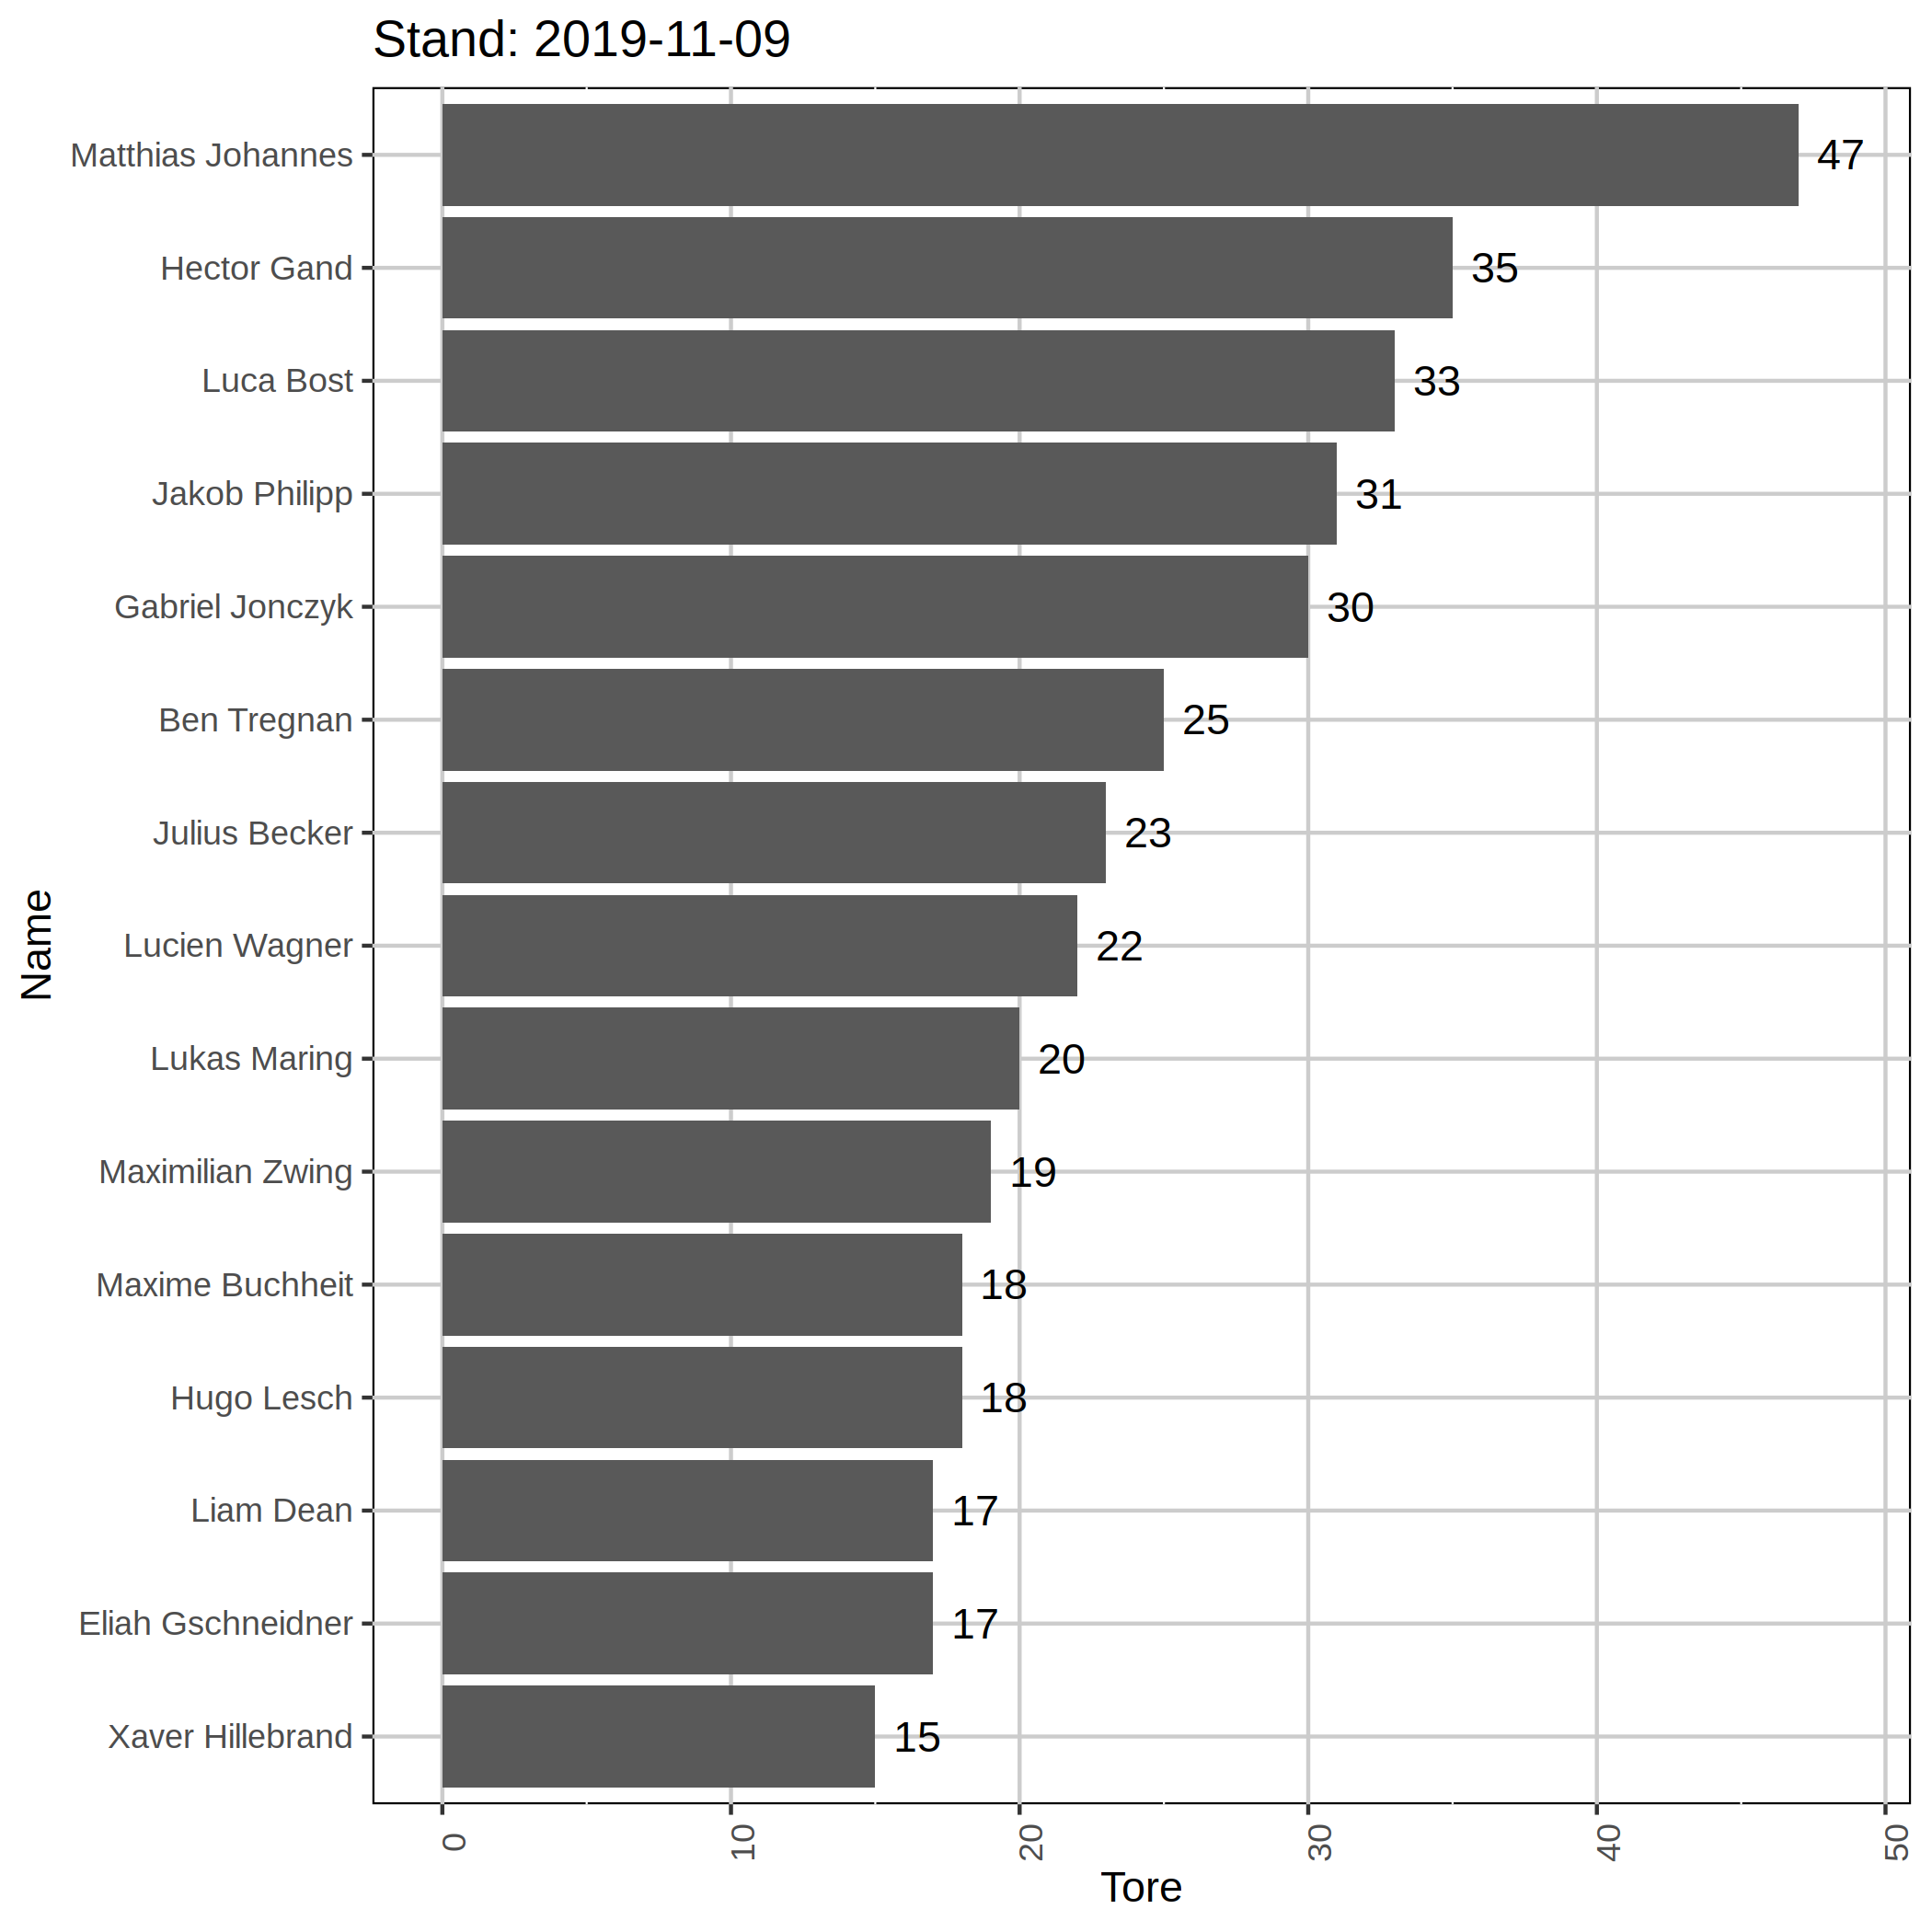 Stand: 2019-11-09
Matthias Johannes 47
Hector Gand 35
Luca Bost 33
Jakob Philipp 31
Gabriel Jonczyk 30
Ben Tregnan 25
Julius Becker 23
Lucien Wagner 22
Lukas Maring 20
Maximilian Zwing 19
Maxime Buchheit 18
Hugo Lesch 18
Liam Dean 17
Eliah Gschneidner 17
Xaver Hillebrand 15
Name
0 10 20 30 40 50
Tore